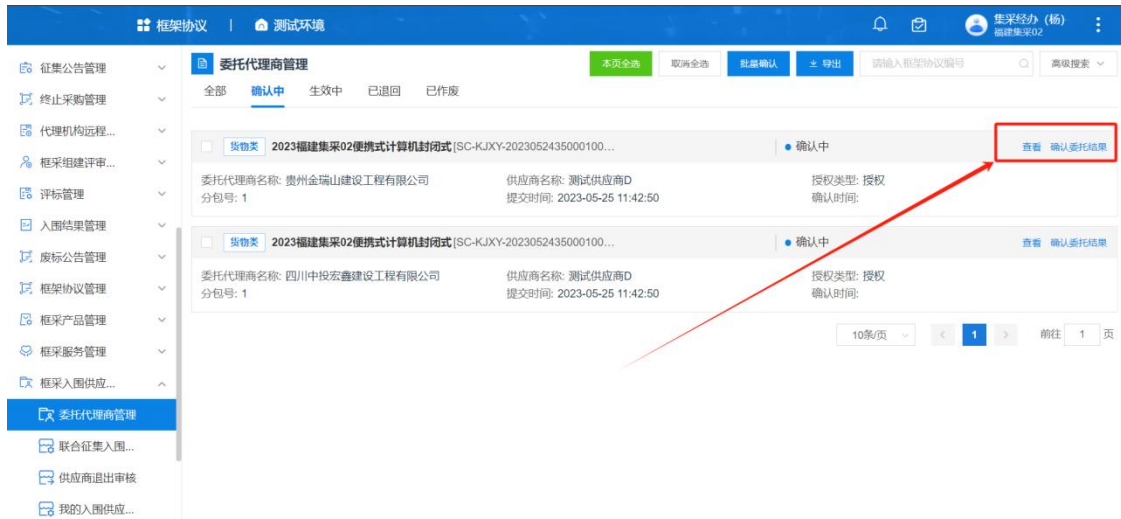 框架协议 | 测试环境
集采经办（杨）
福建集采02
征集公告管理
终止采购管理
代理机构远程...
框采组建评审...
评标管理
入围结果管理
废标公告管理
框架协议管理
框采产品管理
框采服务管理
框采入围供应...
委托代理商管理
联合征集入围...
供应商退出审核
我的入围供应...
委托代理商管理
本页全选 取消全选 批量确认 导出 请输入框架协议编号 高级搜索
全部 确认中 生效中 已退回 已作废
货物类 2023福建集采02便携式计算机封闭式 [SC-KJXY-2023052435000100... 确认中 查看 确认委托结果
委托代理商名称: 贵州金瑞山建设工程有限公司 供应商名称: 测试供应商D 授权类型: 授权
分包号: 1 提交时间: 2023-05-25 11:42:50 确认时间:
货物类 2023福建集采02便携式计算机封闭式 [SC-KJXY-2023052435000100... 确认中 查看 确认委托结果
委托代理商名称: 四川中投宏鑫建设工程有限公司 供应商名称: 测试供应商D 授权类型: 授权
分包号: 1 提交时间: 2023-05-25 11:42:50 确认时间:
10条/页 < 1 > 前往 1 页